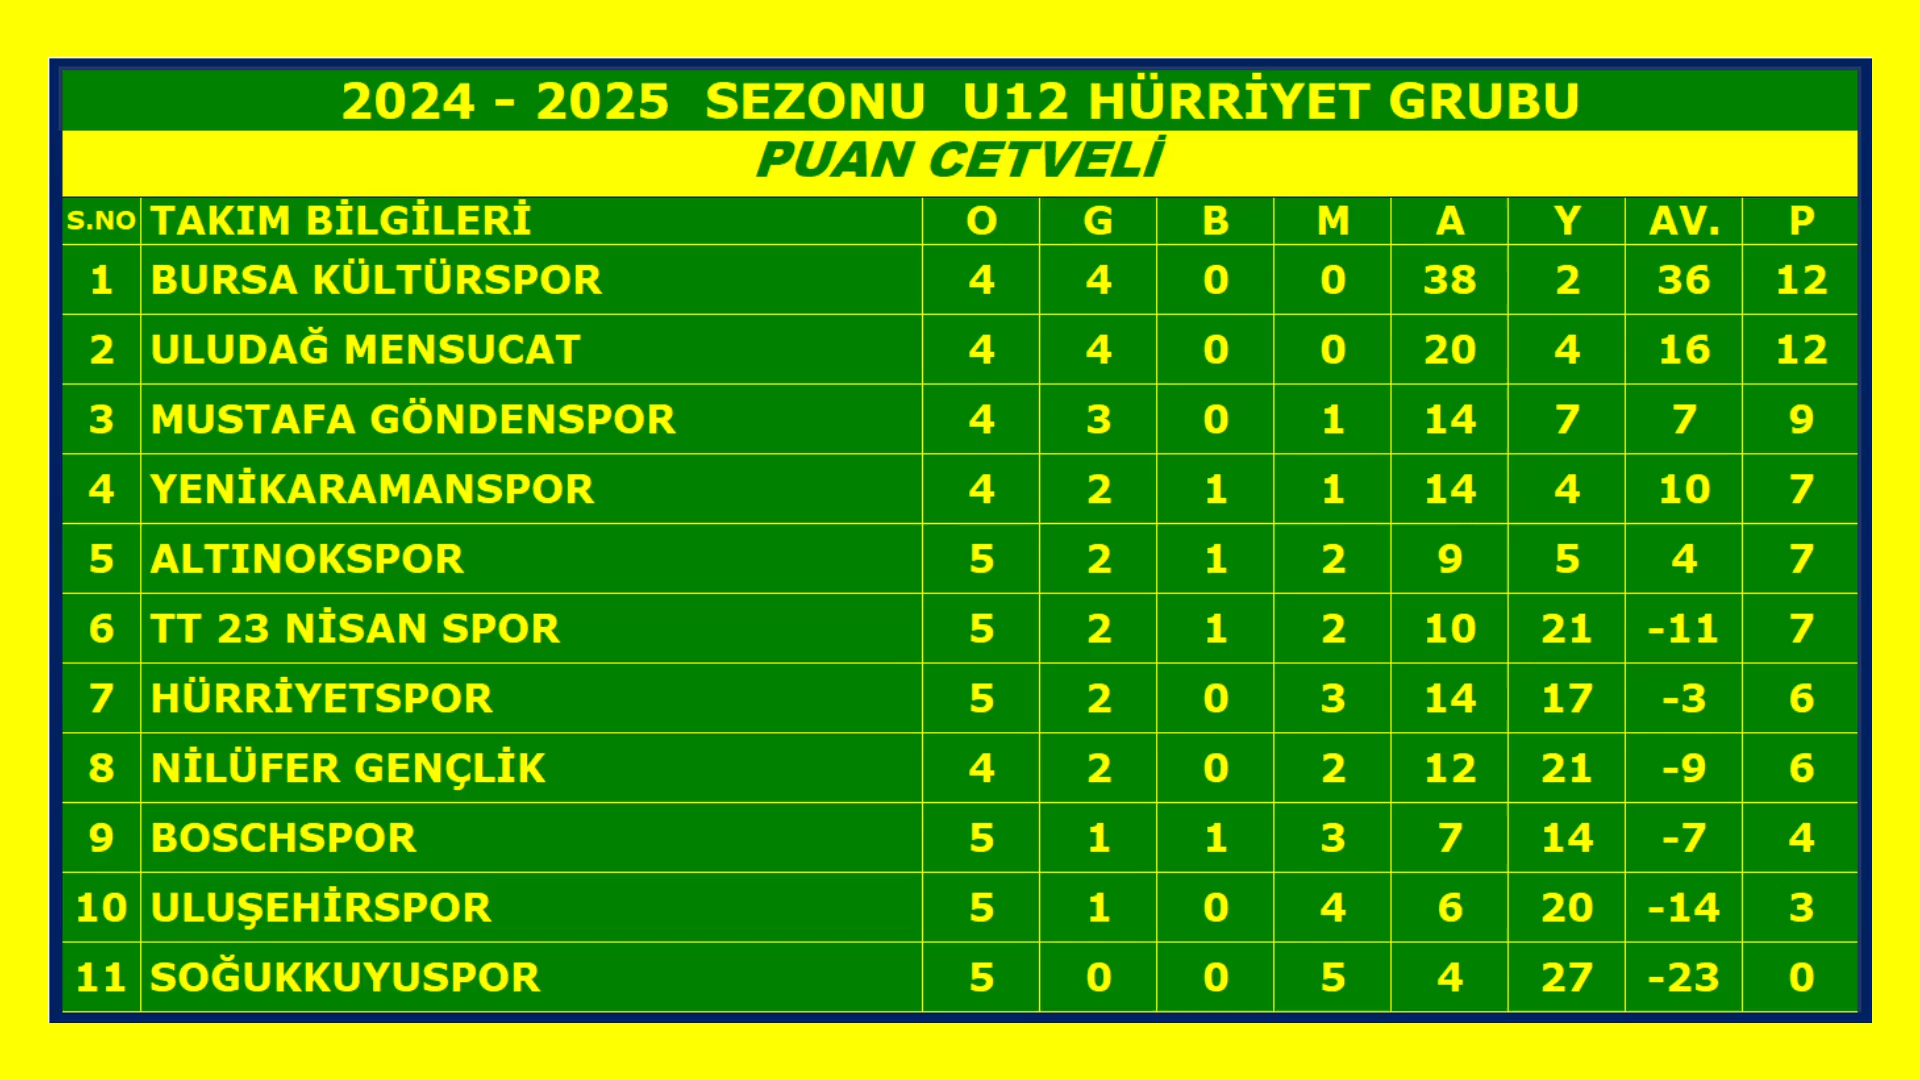 2024 – 2025 SEZONU U12 HÜRRİYET GRUBU
PUAN CETVELİ
S.NO TAKIM BİLGİLERİ O G B M A Y AV. P
1 BURSA KÜLTÜRSPOR 4 4 0 0 38 2 36 12
2 ULUDAĞ MENSUCAT 4 4 0 0 20 4 16 12
3 MUSTAFA GÖNDENSPOR 4 3 0 1 14 7 7 9
4 YENİKARAMANSPOR 4 2 1 1 14 4 10 7
5 ALTINOKSPOR 5 2 1 2 9 5 4 7
6 TT 23 NİSAN SPOR 5 2 1 2 10 21 -11 7
7 HÜRRİYETSPOR 5 2 0 3 14 17 -3 6
8 NİLÜFER GENÇLİK 4 2 0 2 12 21 -9 6
9 BOSCHSPOR 5 1 1 3 7 14 -7 4
10 ULUŞEHİRSPOR 5 1 0 4 6 20 -14 3
11 SOĞUKKUYUSPOR 5 0 0 5 4 27 -23 0